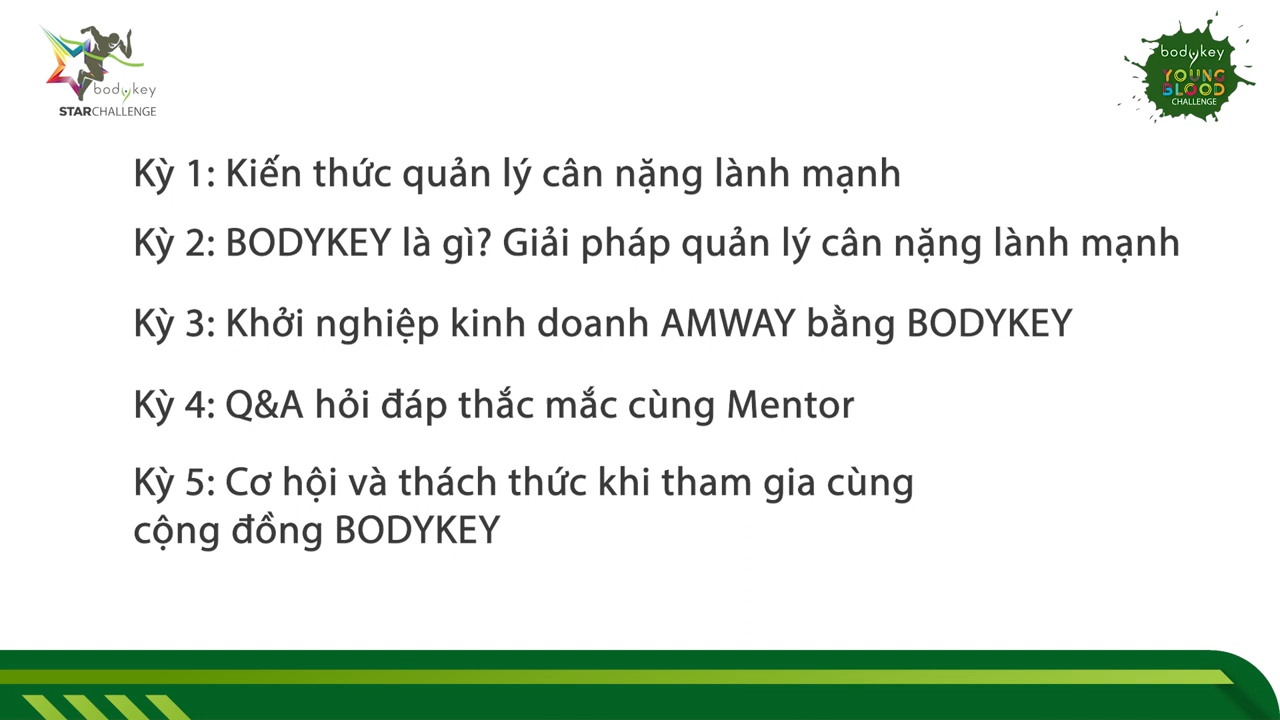 bodykey
STARCHALLENGE
bodykey
YOUNG
BLOOD
CHALLENGE
Kỳ 1: Kiến thức quản lý cân nặng lành mạnh
Kỳ 2: BODYKEY là gì? Giải pháp quản lý cân nặng lành mạnh
Kỳ 3: Khởi nghiệp kinh doanh AMWAY bằng BODYKEY
Kỳ 4: Q&A hỏi đáp thắc mắc cùng Mentor
Kỳ 5: Cơ hội và thách thức khi tham gia cùng
cộng đồng BODYKEY